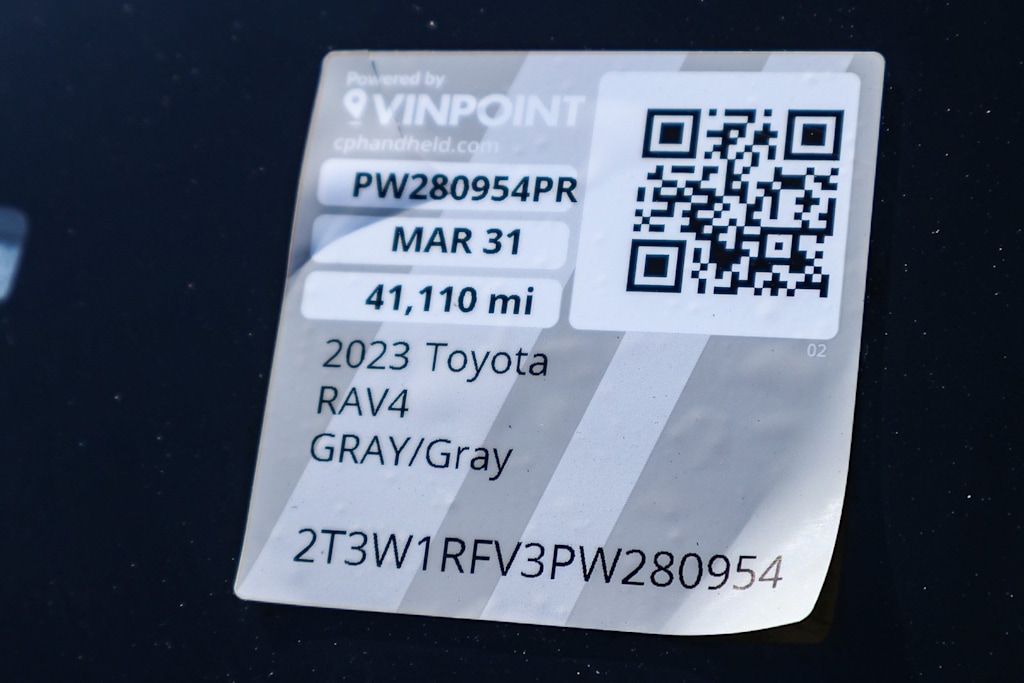 Powered by
VINPOINT
cphandheld.com
PW280954PR
MAR 31
41,110 mi
02
2023 Toyota
RAV4
GRAY/Gray
2T3W1RFV3PW280954